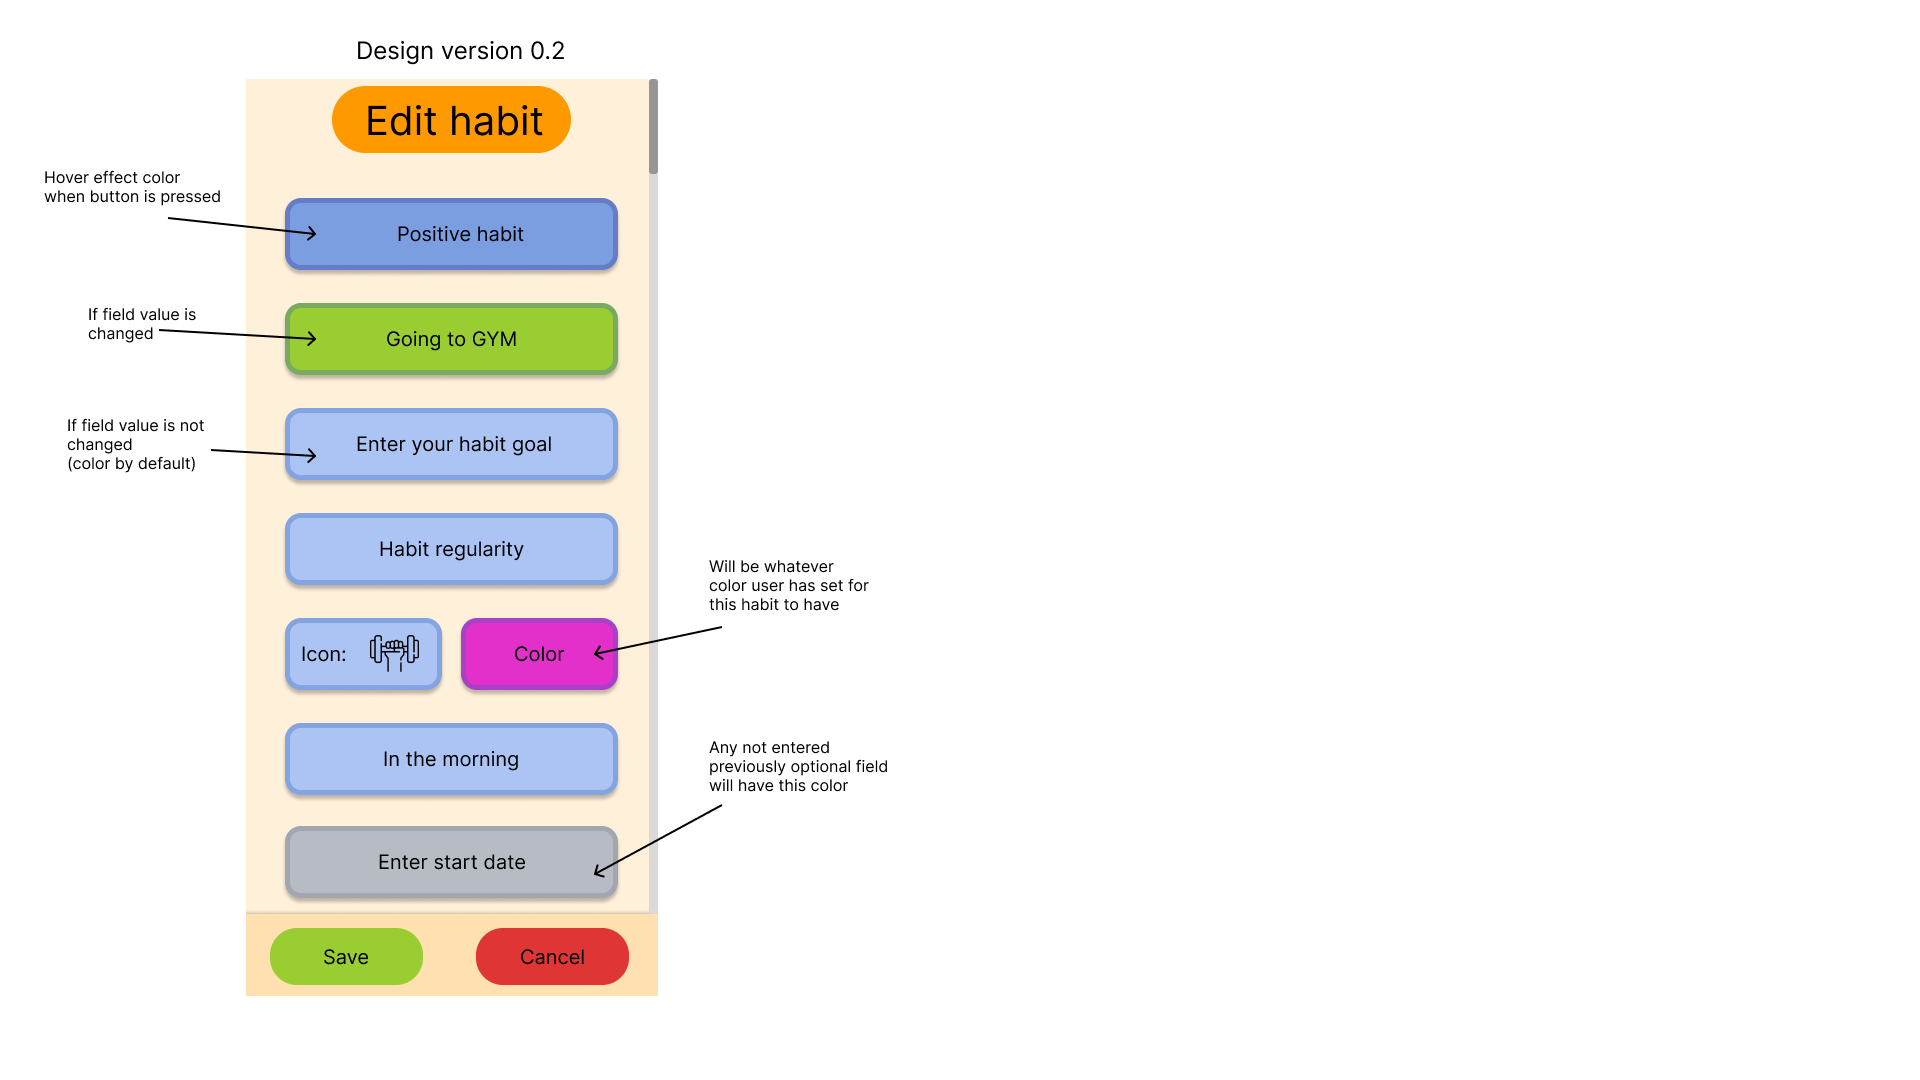 Design version 0.2
Edit habit
Hover effect color
when button is pressed
Positive habit
If field value is
changed
Going to GYM
If field value is not
changed
(color by default)
Enter your habit goal
Habit regularity
Will be whatever
color user has set for
this habit to have
Icon:
Color
In the morning
Any not entered
previously optional field
will have this color
Enter start date
Save
Cancel